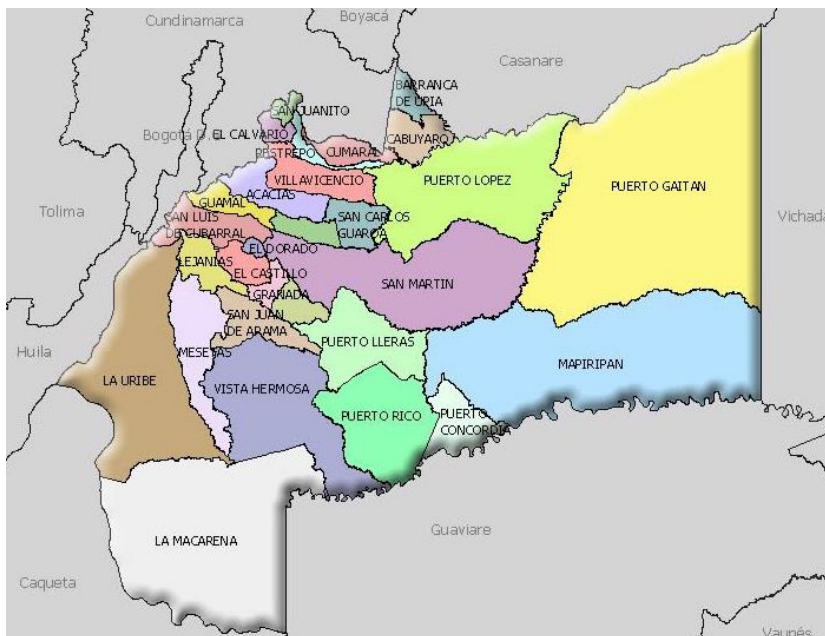 Boyacá
Cundinamarca
Casanare
BARRANCA
DE UPIA
SAN JUANITO
Bogotá D.C
EL CALVARIO
CABUYARO
RESTREPO
CUMARAL
VILLAVICENCIO
PUERTO LOPEZ
PUERTO GAITAN
ACACIAS
GUAMAL
Tolima
SAN LUIS
DE CUBARRAL
SAN CARLOS
GUAROA
Vichada
EL DORADO
LEJANIAS
EL CASTILLO
SAN MARTIN
GRANADA
SAN JUAN
DE ARAMA
PUERTO LLERAS
Huila
MESETAS
MAPIRIPAN
LA URIBE
VISTA HERMOSA
PUERTO RICO
PUERTO
CONCORDIA
LA MACARENA
Guaviare
Caqueta
Vaupés